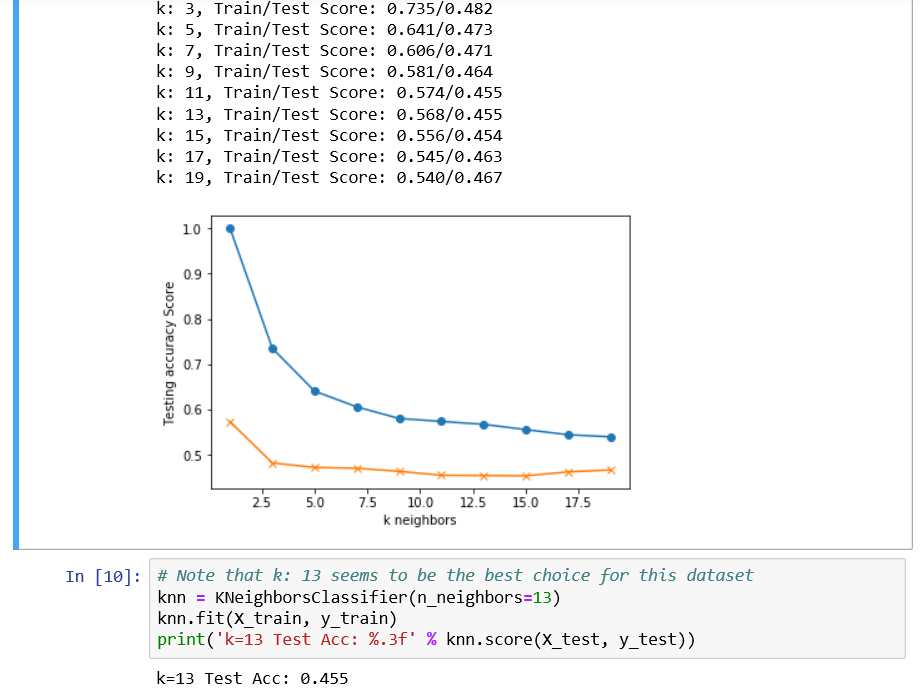 k: 3, Train/Test Score: 0.735/0.482
k: 5, Train/Test Score: 0.641/0.473
k: 7, Train/Test Score: 0.606/0.471
k: 9, Train/Test Score: 0.581/0.464
k: 11, Train/Test Score: 0.574/0.455
k: 13, Train/Test Score: 0.568/0.455
k: 15, Train/Test Score: 0.556/0.454
k: 17, Train/Test Score: 0.545/0.463
k: 19, Train/Test Score: 0.540/0.467
Testing accuracy Score
1.0
0.9
0.8
0.7
0.6
0.5
2.5 5.0 7.5 10.0 12.5 15.0 17.5
k neighbors
In [10]: # Note that k: 13 seems to be the best choice for this dataset
knn = KNeighborsClassifier(n_neighbors=13)
knn.fit(X_train, y_train)
print('k=13 Test Acc: %.3f' % knn.score(X_test, y_test))
k=13 Test Acc: 0.455